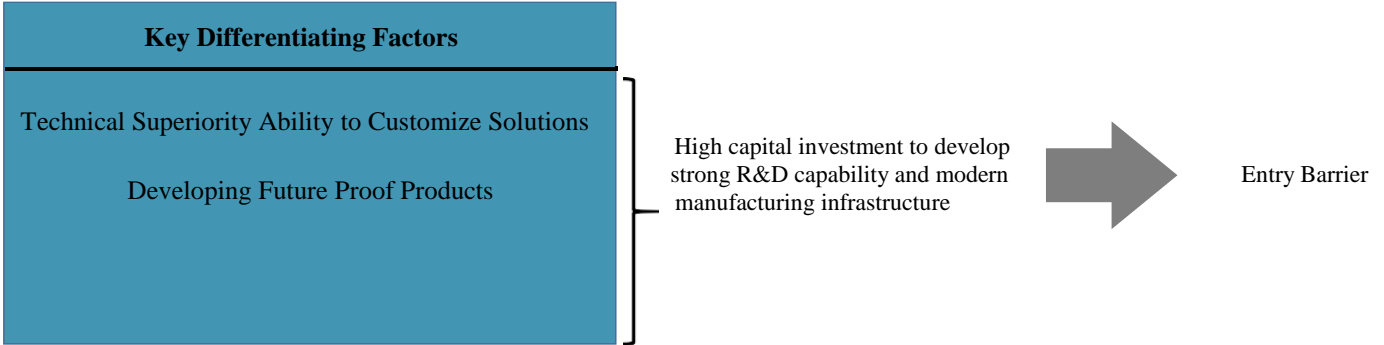 Key Differentiating Factors
Technical Superiority Ability to Customize Solutions
Developing Future Proof Products
High capital investment to develop
strong R&D capability and modern
manufacturing infrastructure
Entry Barrier